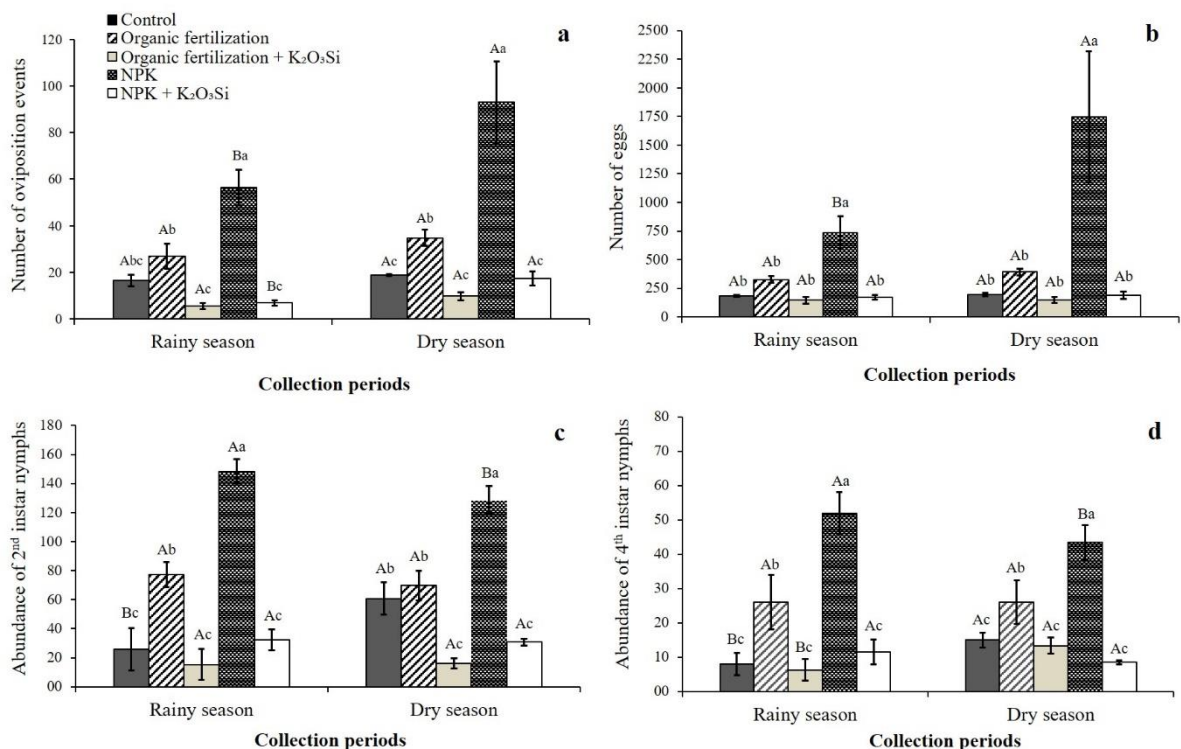 Control
Organic fertilization
Organic fertilization + K₂O₃Si
NPK
NPK + K₂O₃Si
a
Number of oviposition events
120
100
80
60
40
20
0
Abc
Ab
Ac
Ba
Bc
Ac
Ab
Ac
Aa
Ac
Rainy season
Dry season
Collection periods
b
Number of eggs
2500
2250
2000
1750
1500
1250
1000
750
500
250
0
Ab
Ab
Ab
Ba
Ab
Ab
Ab
Ab
Aa
Ab
Rainy season
Dry season
Collection periods
c
Abundance of 2nd instar nymphs
180
160
140
120
100
80
60
40
20
00
Bc
Ab
Ac
Aa
Ac
Ab
Ab
Ac
Ba
Ac
Rainy season
Dry season
Collection periods
d
Abundance of 4th instar nymphs
80
70
60
50
40
30
20
10
00
Bc
Ab
Bc
Aa
Ac
Ac
Ab
Ac
Ba
Ac
Rainy season
Dry season
Collection periods